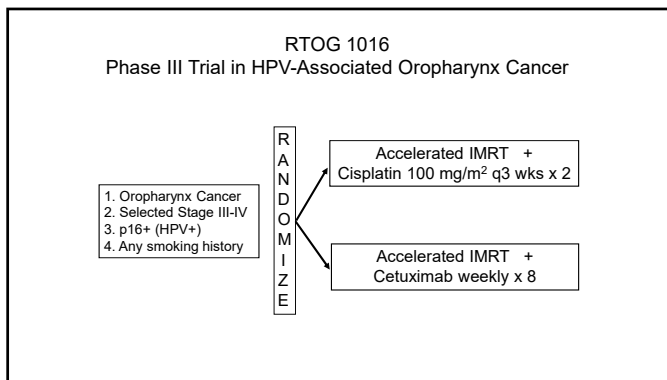 RTOG 1016
Phase III Trial in HPV-Associated Oropharynx Cancer
1. Oropharynx Cancer
2. Selected Stage III-IV
3. p16+ (HPV+)
4. Any smoking history
R
A
N
D
O
M
I
Z
E
Accelerated IMRT +
Cisplatin 100 mg/m² q3 wks x 2
Accelerated IMRT +
Cetuximab weekly x 8